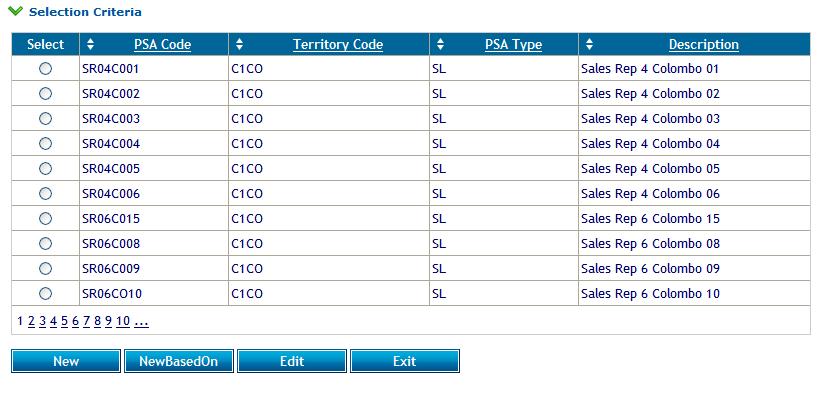 Selection Criteria
Select PSA Code Territory Code PSA Type Description
SR04C001 C1CO SL Sales Rep 4 Colombo 01
SR04C002 C1CO SL Sales Rep 4 Colombo 02
SR04C003 C1CO SL Sales Rep 4 Colombo 03
SR04C004 C1CO SL Sales Rep 4 Colombo 04
SR04C005 C1CO SL Sales Rep 4 Colombo 05
SR04C006 C1CO SL Sales Rep 4 Colombo 06
SR06C015 C1CO SL Sales Rep 6 Colombo 15
SR06C008 C1CO SL Sales Rep 6 Colombo 08
SR06C009 C1CO SL Sales Rep 6 Colombo 09
SR06CO10 C1CO SL Sales Rep 6 Colombo 10
1 2 3 4 5 6 7 8 9 10 ...
New NewBasedOn Edit Exit